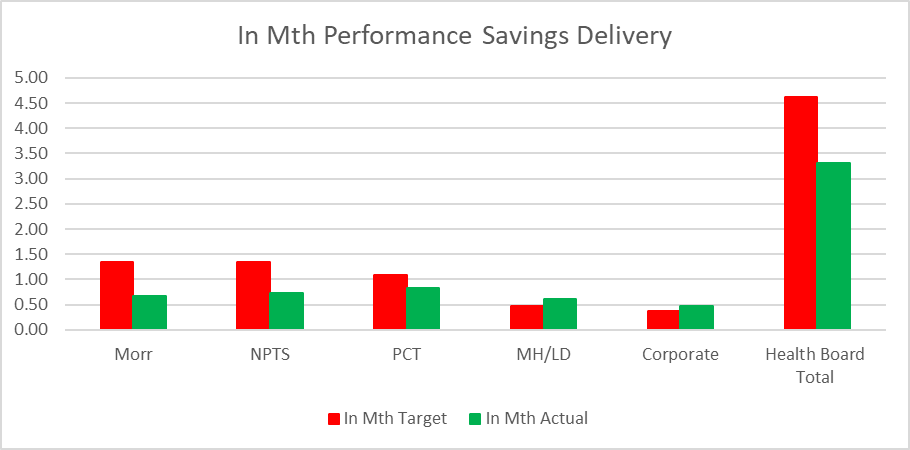 In Mth Performance Savings Delivery
5.00
4.50
4.00
3.50
3.00
2.50
2.00
1.50
1.00
0.50
0.00
Morr NPTS PCT MH/LD Corporate Health Board
Total
In Mth Target In Mth Actual